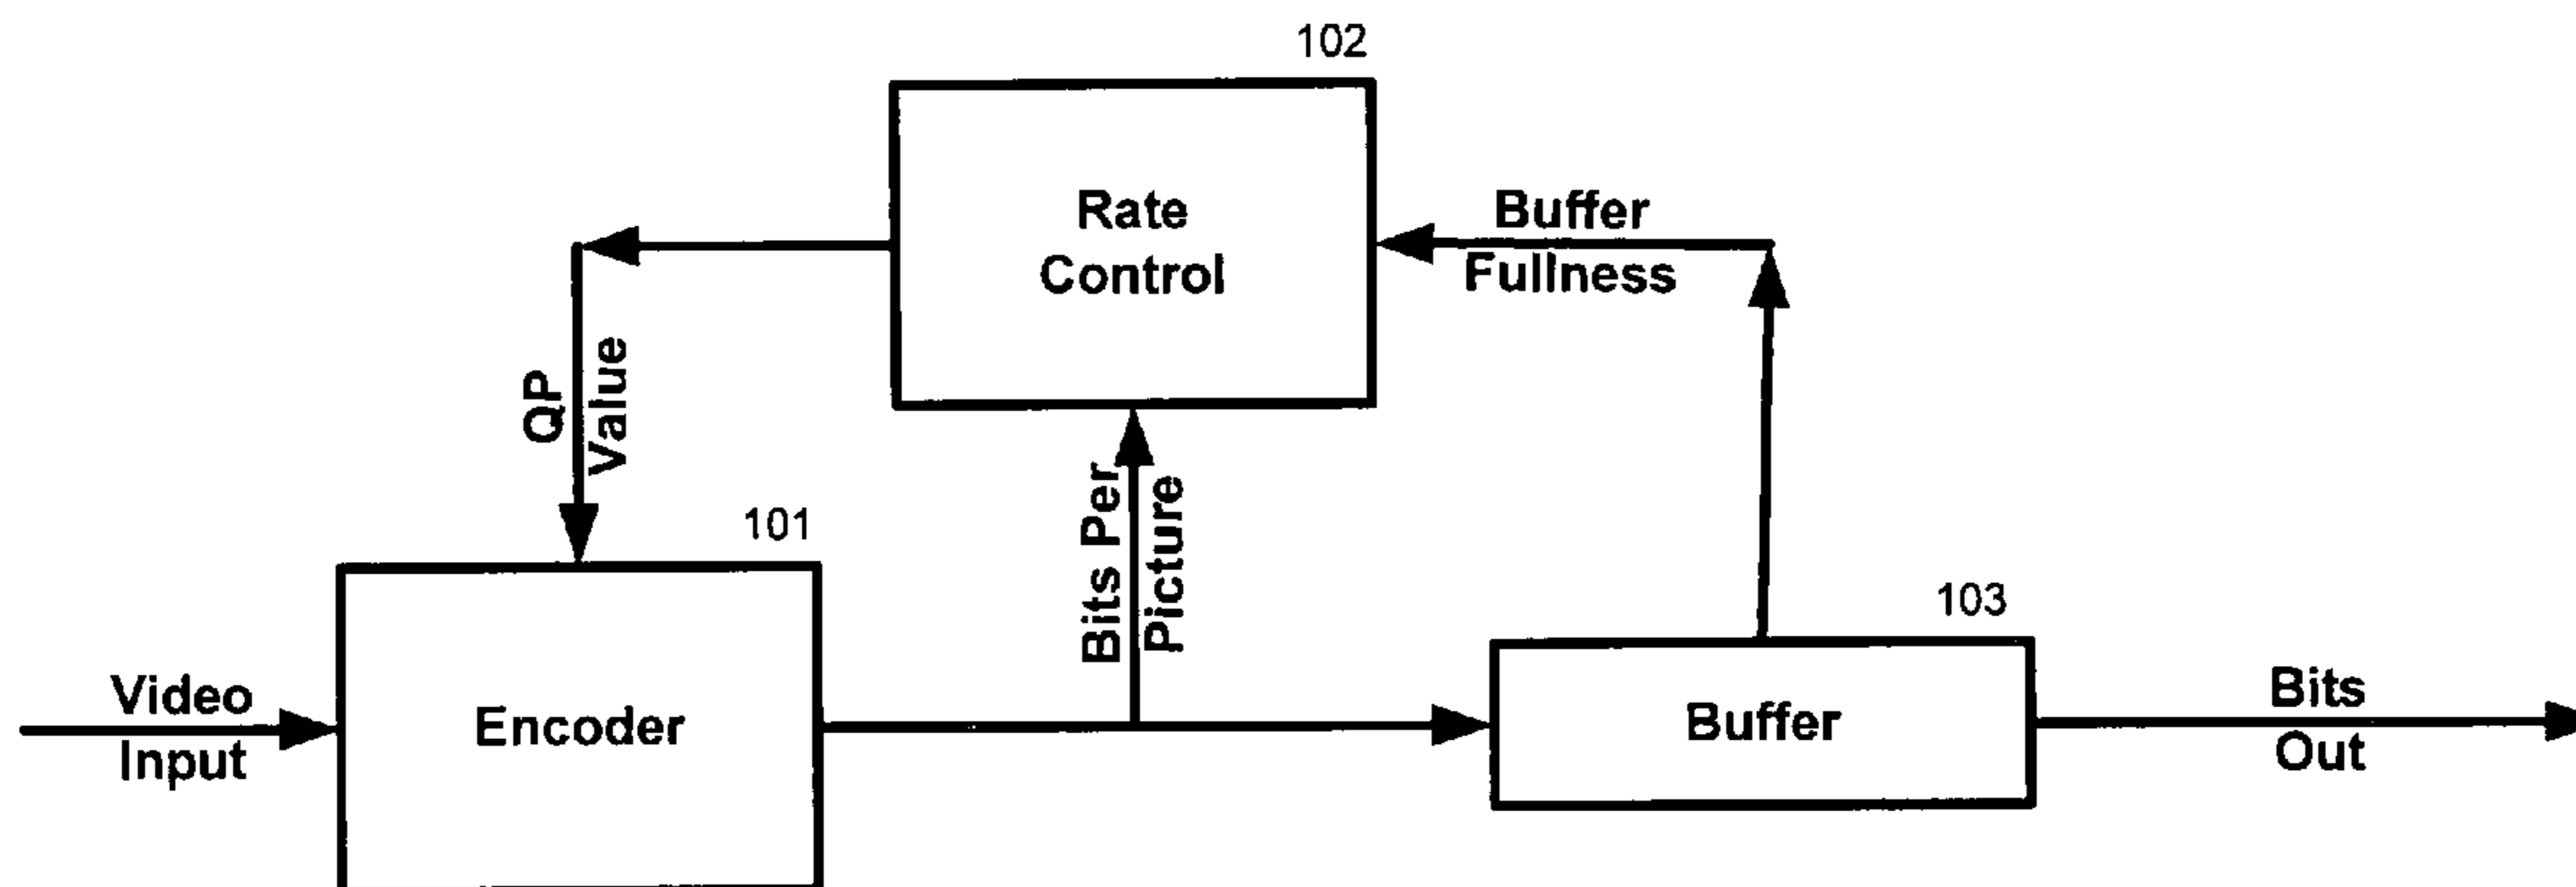 102
Rate
Control
Buffer
Fullness
QP
Value
101
Bits Per
Picture
103
Video
Input
Encoder
Buffer
Bits
Out